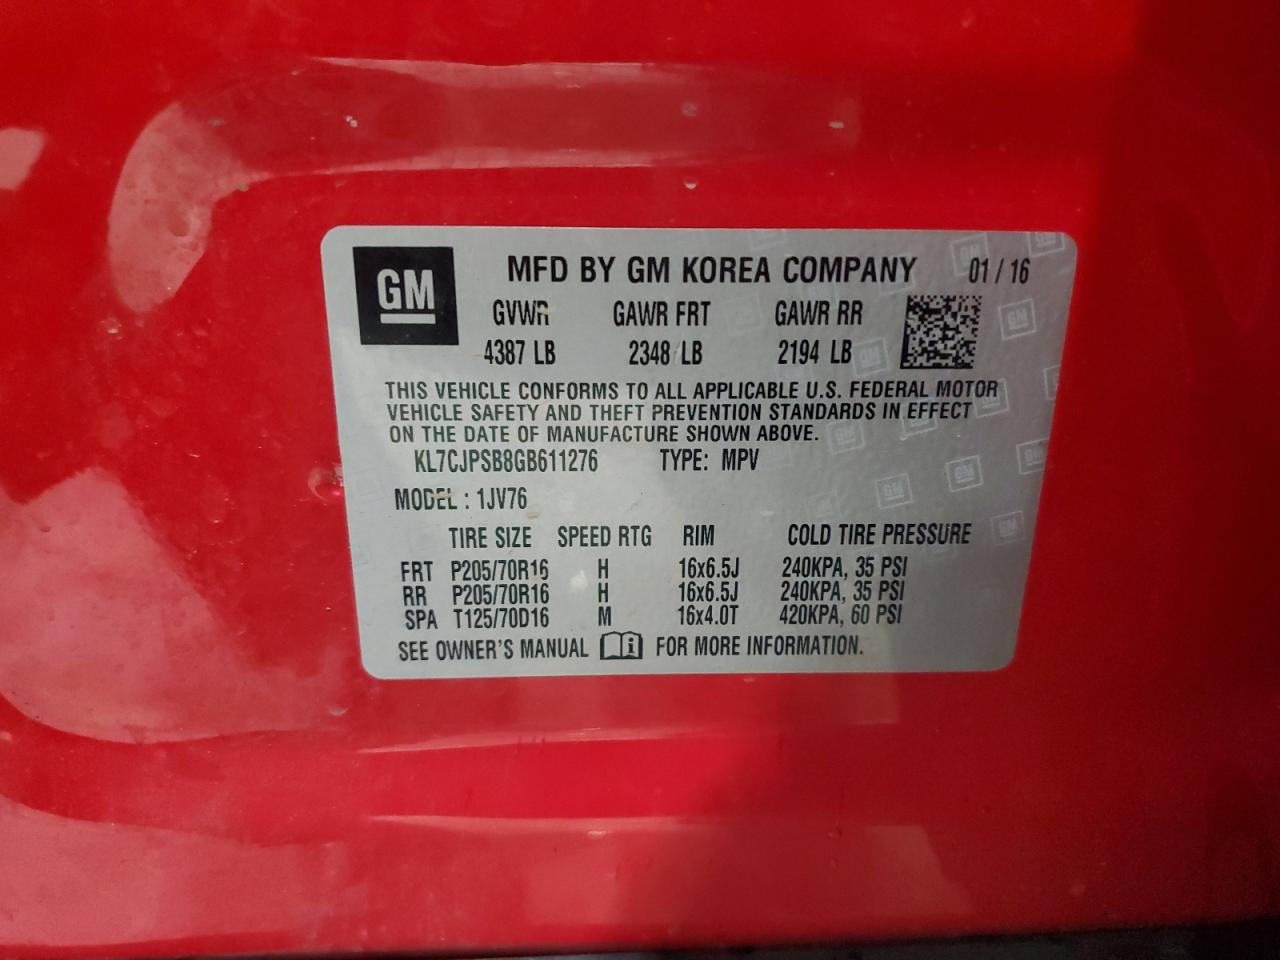 GM MFD BY GM KOREA COMPANY 01 / 16
GVWR GAWR FRT GAWR RR
4387 LB 2348 LB 2194 LB
THIS VEHICLE CONFORMS TO ALL APPLICABLE U.S. FEDERAL MOTOR
VEHICLE SAFETY AND THEFT PREVENTION STANDARDS IN EFFECT
ON THE DATE OF MANUFACTURE SHOWN ABOVE.
KL7CJPSB8GB611276 TYPE: MPV
MODEL : 1JV76
TIRE SIZE SPEED RTG RIM COLD TIRE PRESSURE
FRT P205/70R16 H 16x6.5J 240KPA, 35 PSI
RR P205/70R16 H 16x6.5J 240KPA, 35 PSI
SPA T125/70D16 M 16x4.0T 420KPA, 60 PSI
SEE OWNER'S MANUAL FOR MORE INFORMATION.